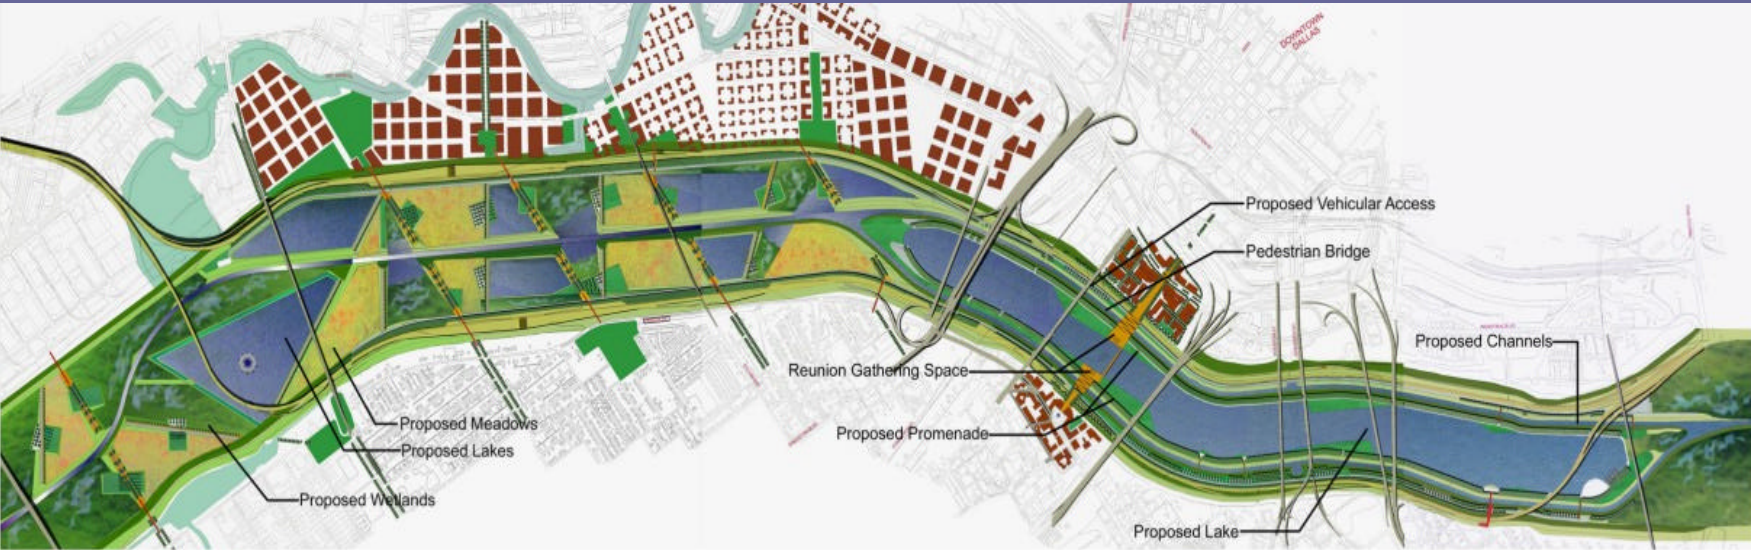 DOWNTOWN
DALLAS
Proposed Vehicular Access
Pedestrian Bridge
Proposed Channels
Reunion Gathering Space
Proposed Meadows
Proposed Promenade
Proposed Lakes
Proposed Wetlands
Proposed Lake